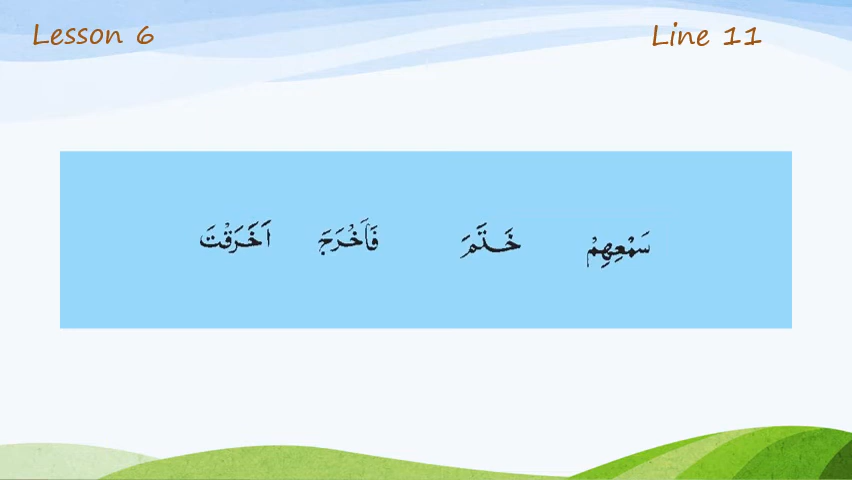 Lesson 6
Line 11
سَمْعِهِمْ خَتَمَ فَاَخْرَجَ اَخَرَقْتَ